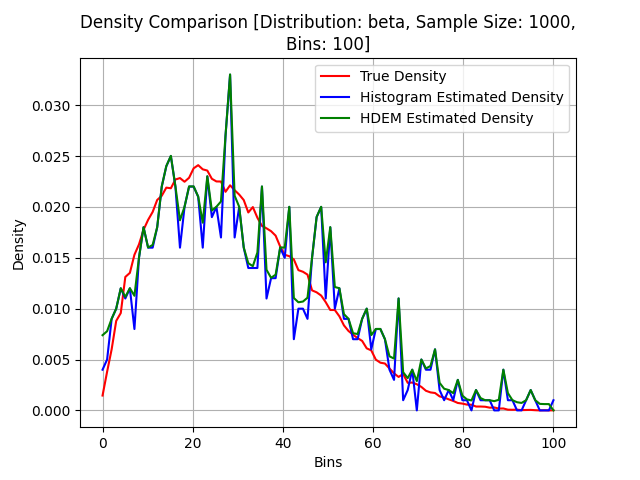 Density Comparison [Distribution: beta, Sample Size: 1000,
Bins: 100]
True Density
Histogram Estimated Density
HDEM Estimated Density
Density
0.030
0.025
0.020
0.015
0.010
0.005
0.000
0 20 40 60 80 100
Bins